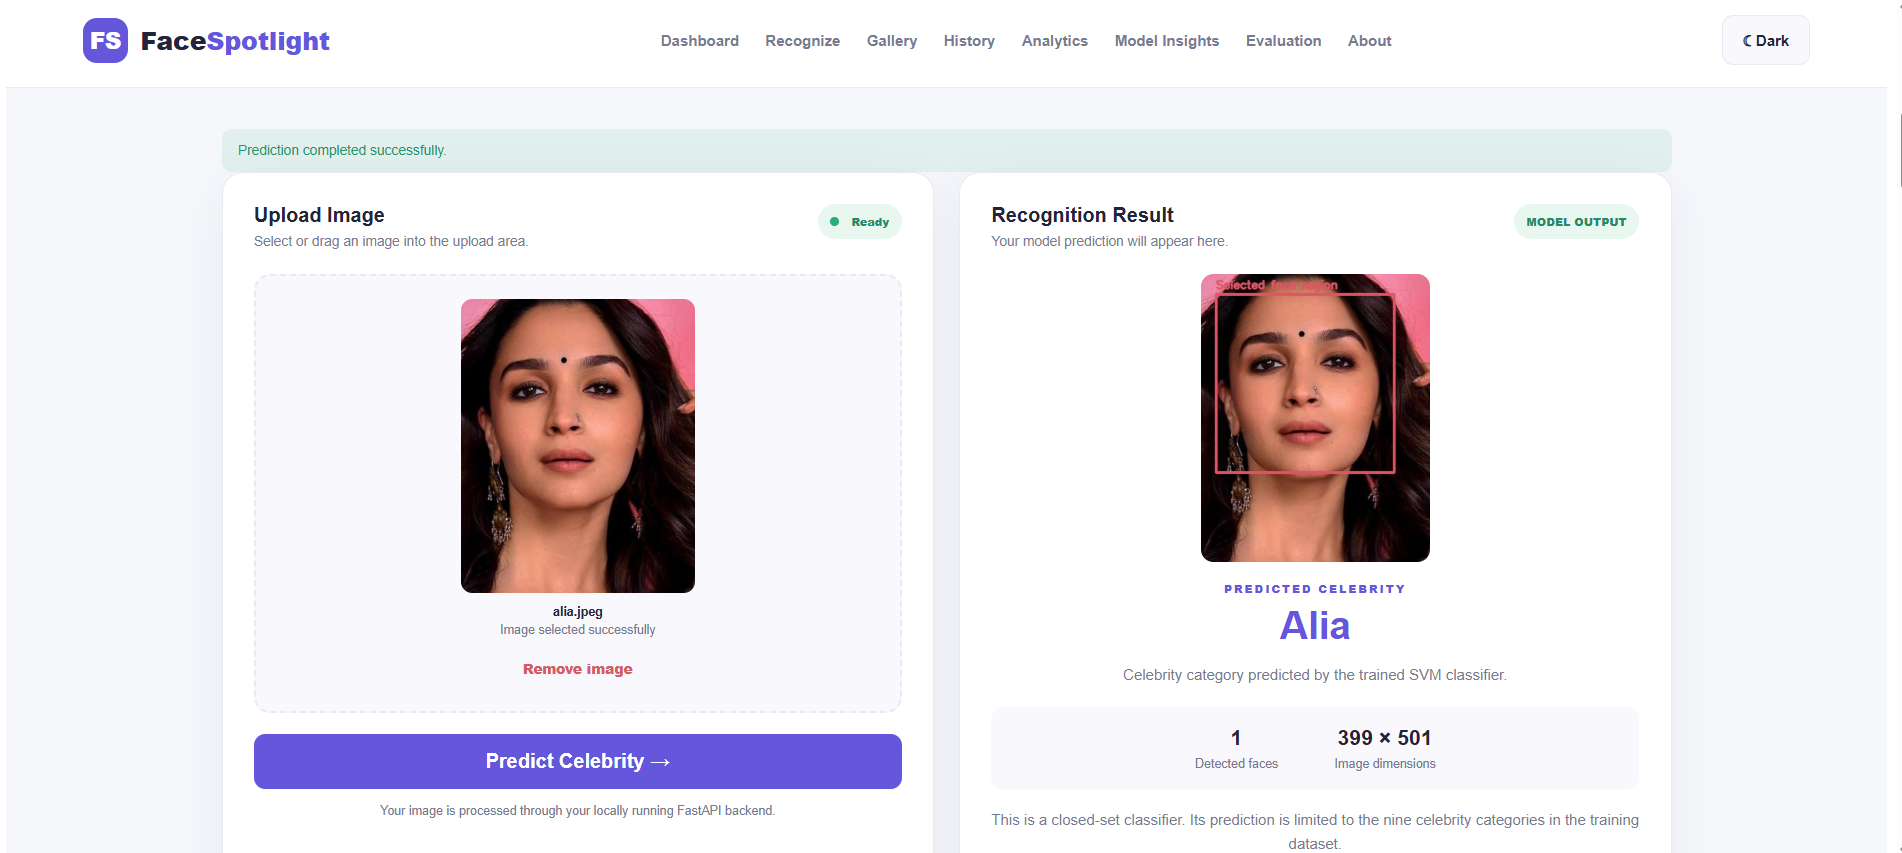 FS FaceSpotlight
Dashboard Recognize Gallery History Analytics Model Insights Evaluation About
☾ Dark
Prediction completed successfully.
Upload Image
Select or drag an image into the upload area.
Ready
alia.jpeg
Image selected successfully
Remove image
Predict Celebrity →
Your image is processed through your locally running FastAPI backend.
Recognition Result
Your model prediction will appear here.
MODEL OUTPUT
Selected face region
PREDICTED CELEBRITY
Alia
Celebrity category predicted by the trained SVM classifier.
1
Detected faces
399 × 501
Image dimensions
This is a closed-set classifier. Its prediction is limited to the nine celebrity categories in the training
dataset.